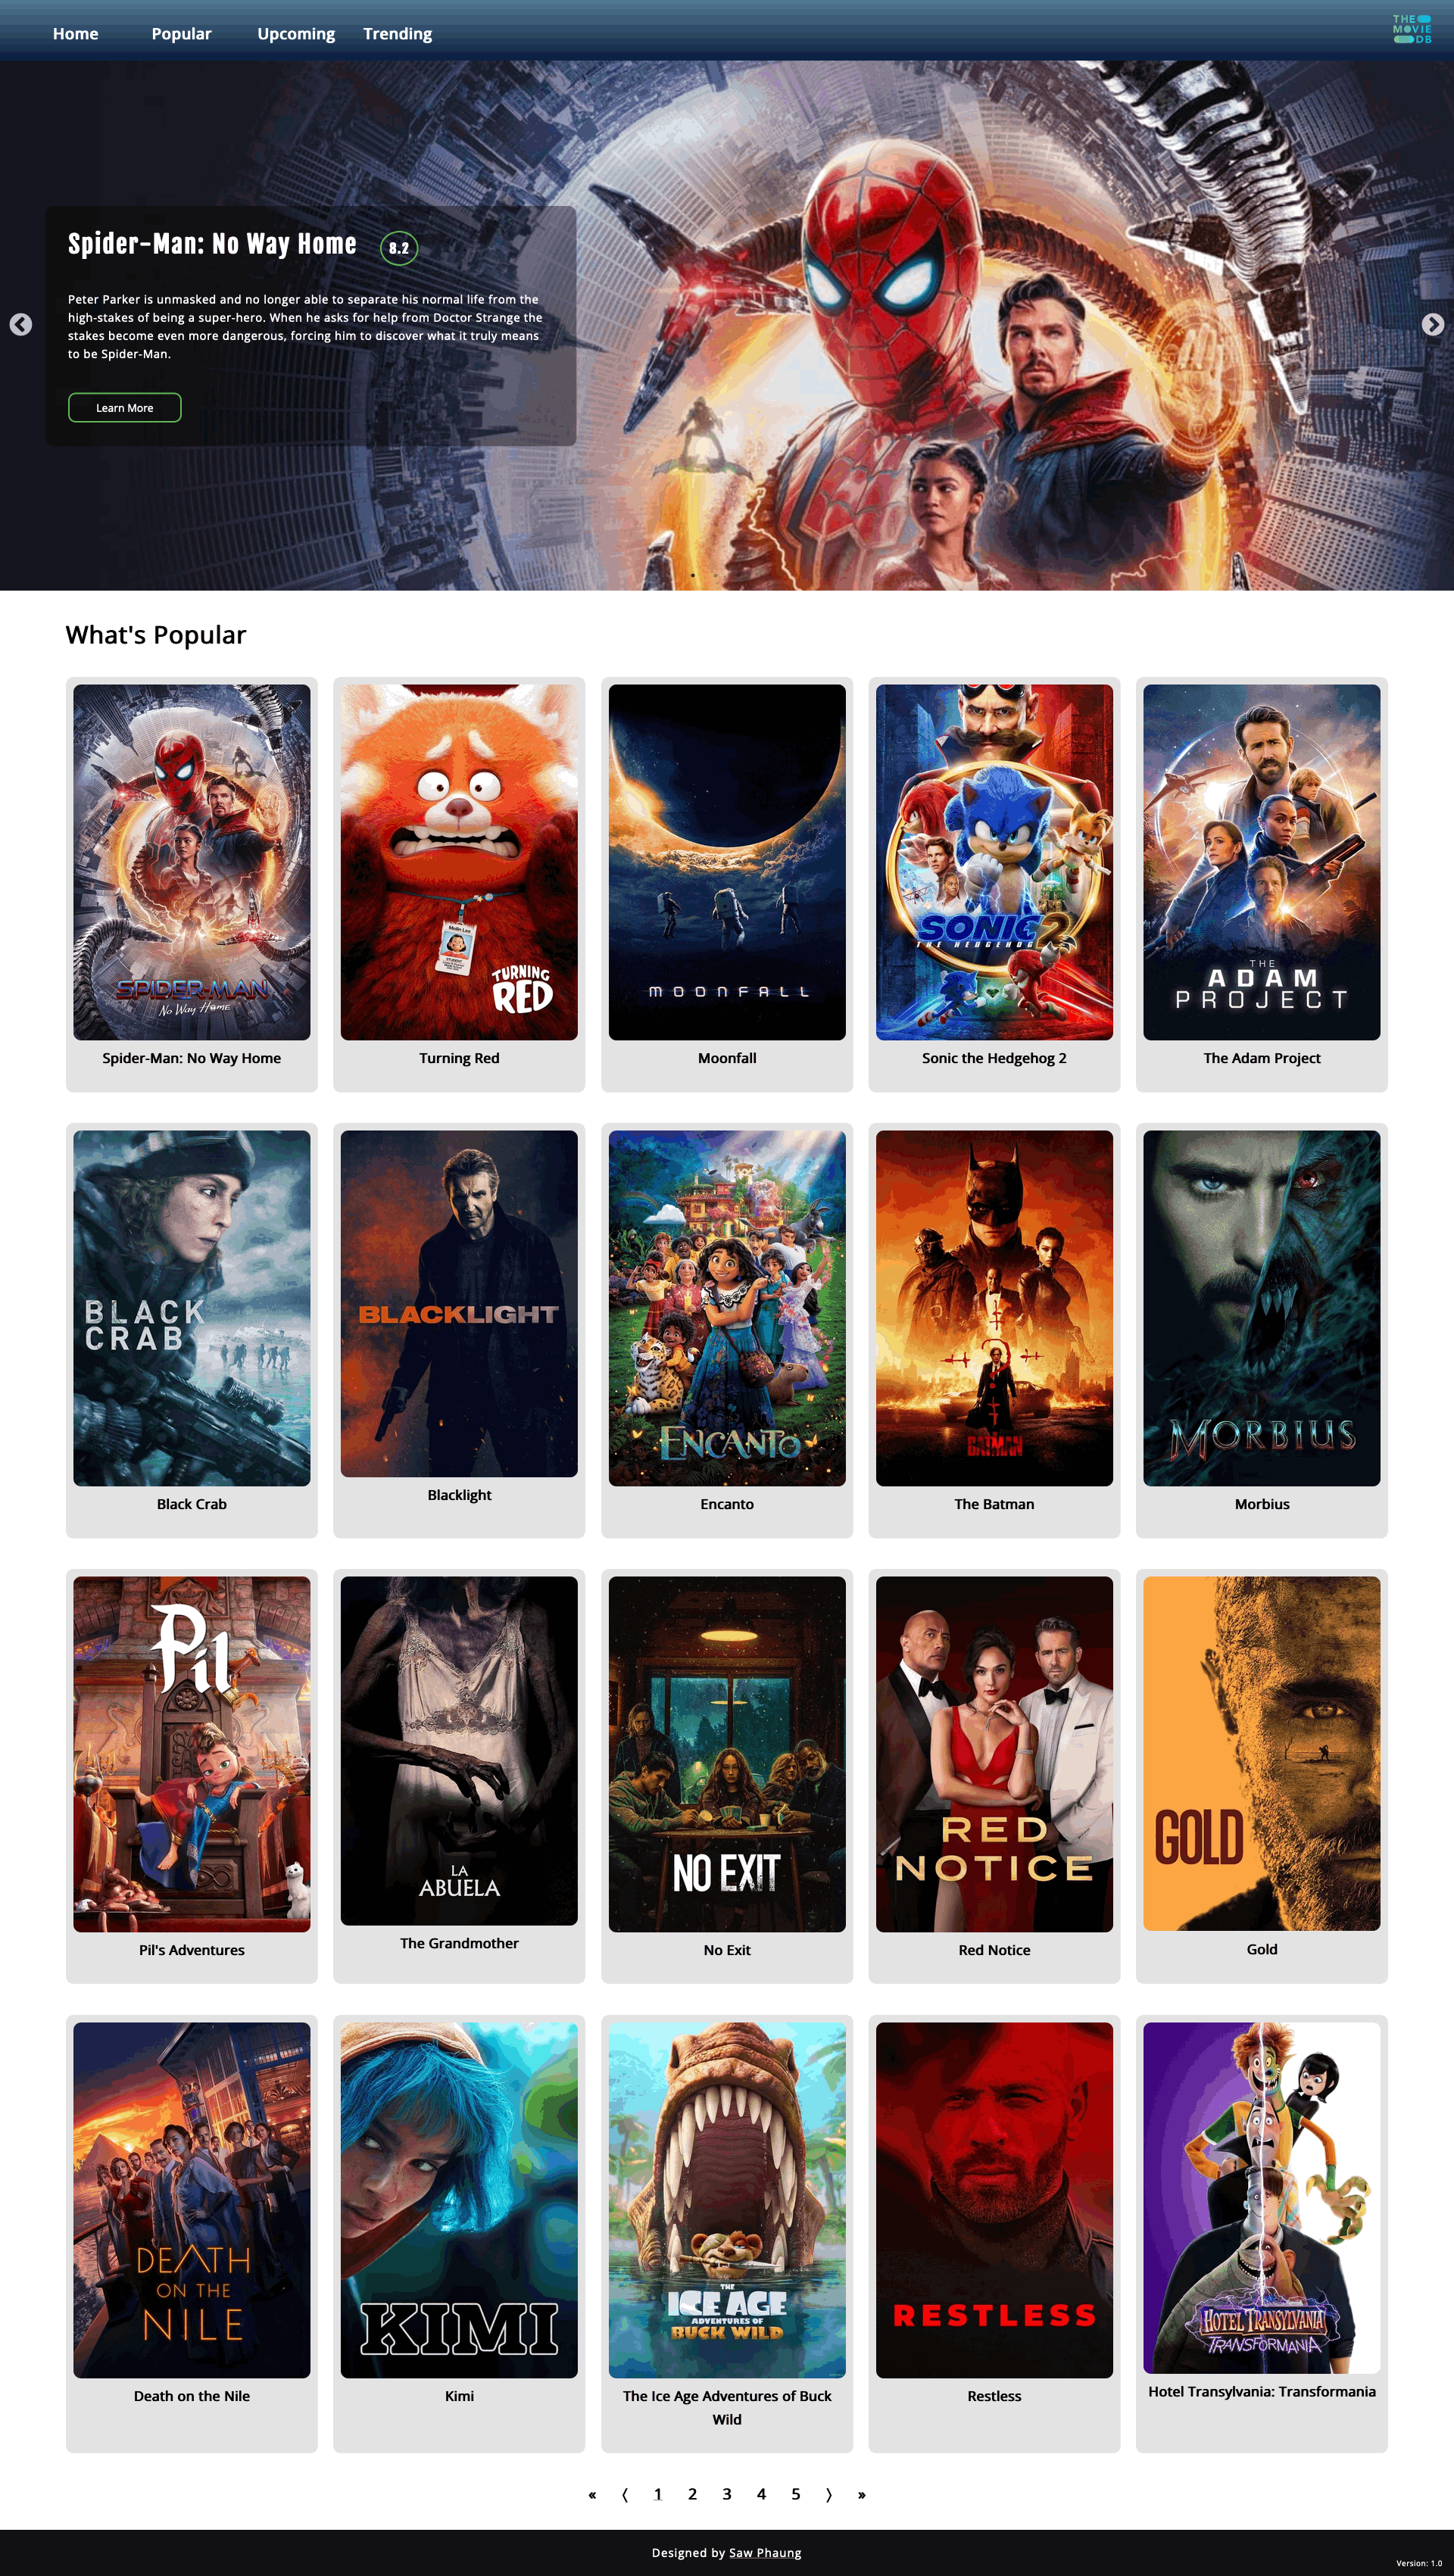 Home Popular Upcoming Trending
THE
MOVIE
DB
Spider-Man: No Way Home 8.2
Peter Parker is unmasked and no longer able to separate his normal life from the
high-stakes of being a super-hero. When he asks for help from Doctor Strange the
stakes become even more dangerous, forcing him to discover what it truly means
to be Spider-Man.
Learn More
What's Popular
SPIDER-MAN
No Way Home
Spider-Man: No Way Home
Meilin Lee
STUDENT
TURNING
RED
Turning Red
MOONFALL
Moonfall
SONIC 2
THE HEDGEHOG
Sonic the Hedgehog 2
THE
ADAM
PROJECT
The Adam Project
BLACK
CRAB
Black Crab
BLACKLIGHT
Blacklight
ENCANTO
Encanto
BATMAN
The Batman
MORBIUS
Morbius
Pil
Pil's Adventures
LA
ABUELA
The Grandmother
NO EXIT
No Exit
RED
NOTICE
Red Notice
GOLD
Gold
DEATH
ON THE
NILE
Death on the Nile
KIMI
Kimi
THE
ICE AGE
ADVENTURES OF
BUCK WILD
The Ice Age Adventures of Buck
Wild
RESTLESS
Restless
HOTEL TRANSYLVANIA
TRANSFORMANIA
Hotel Transylvania: Transformania
« ⟨ 1 2 3 4 5 ⟩ »
Designed by Saw Phaung
Version: 1.0